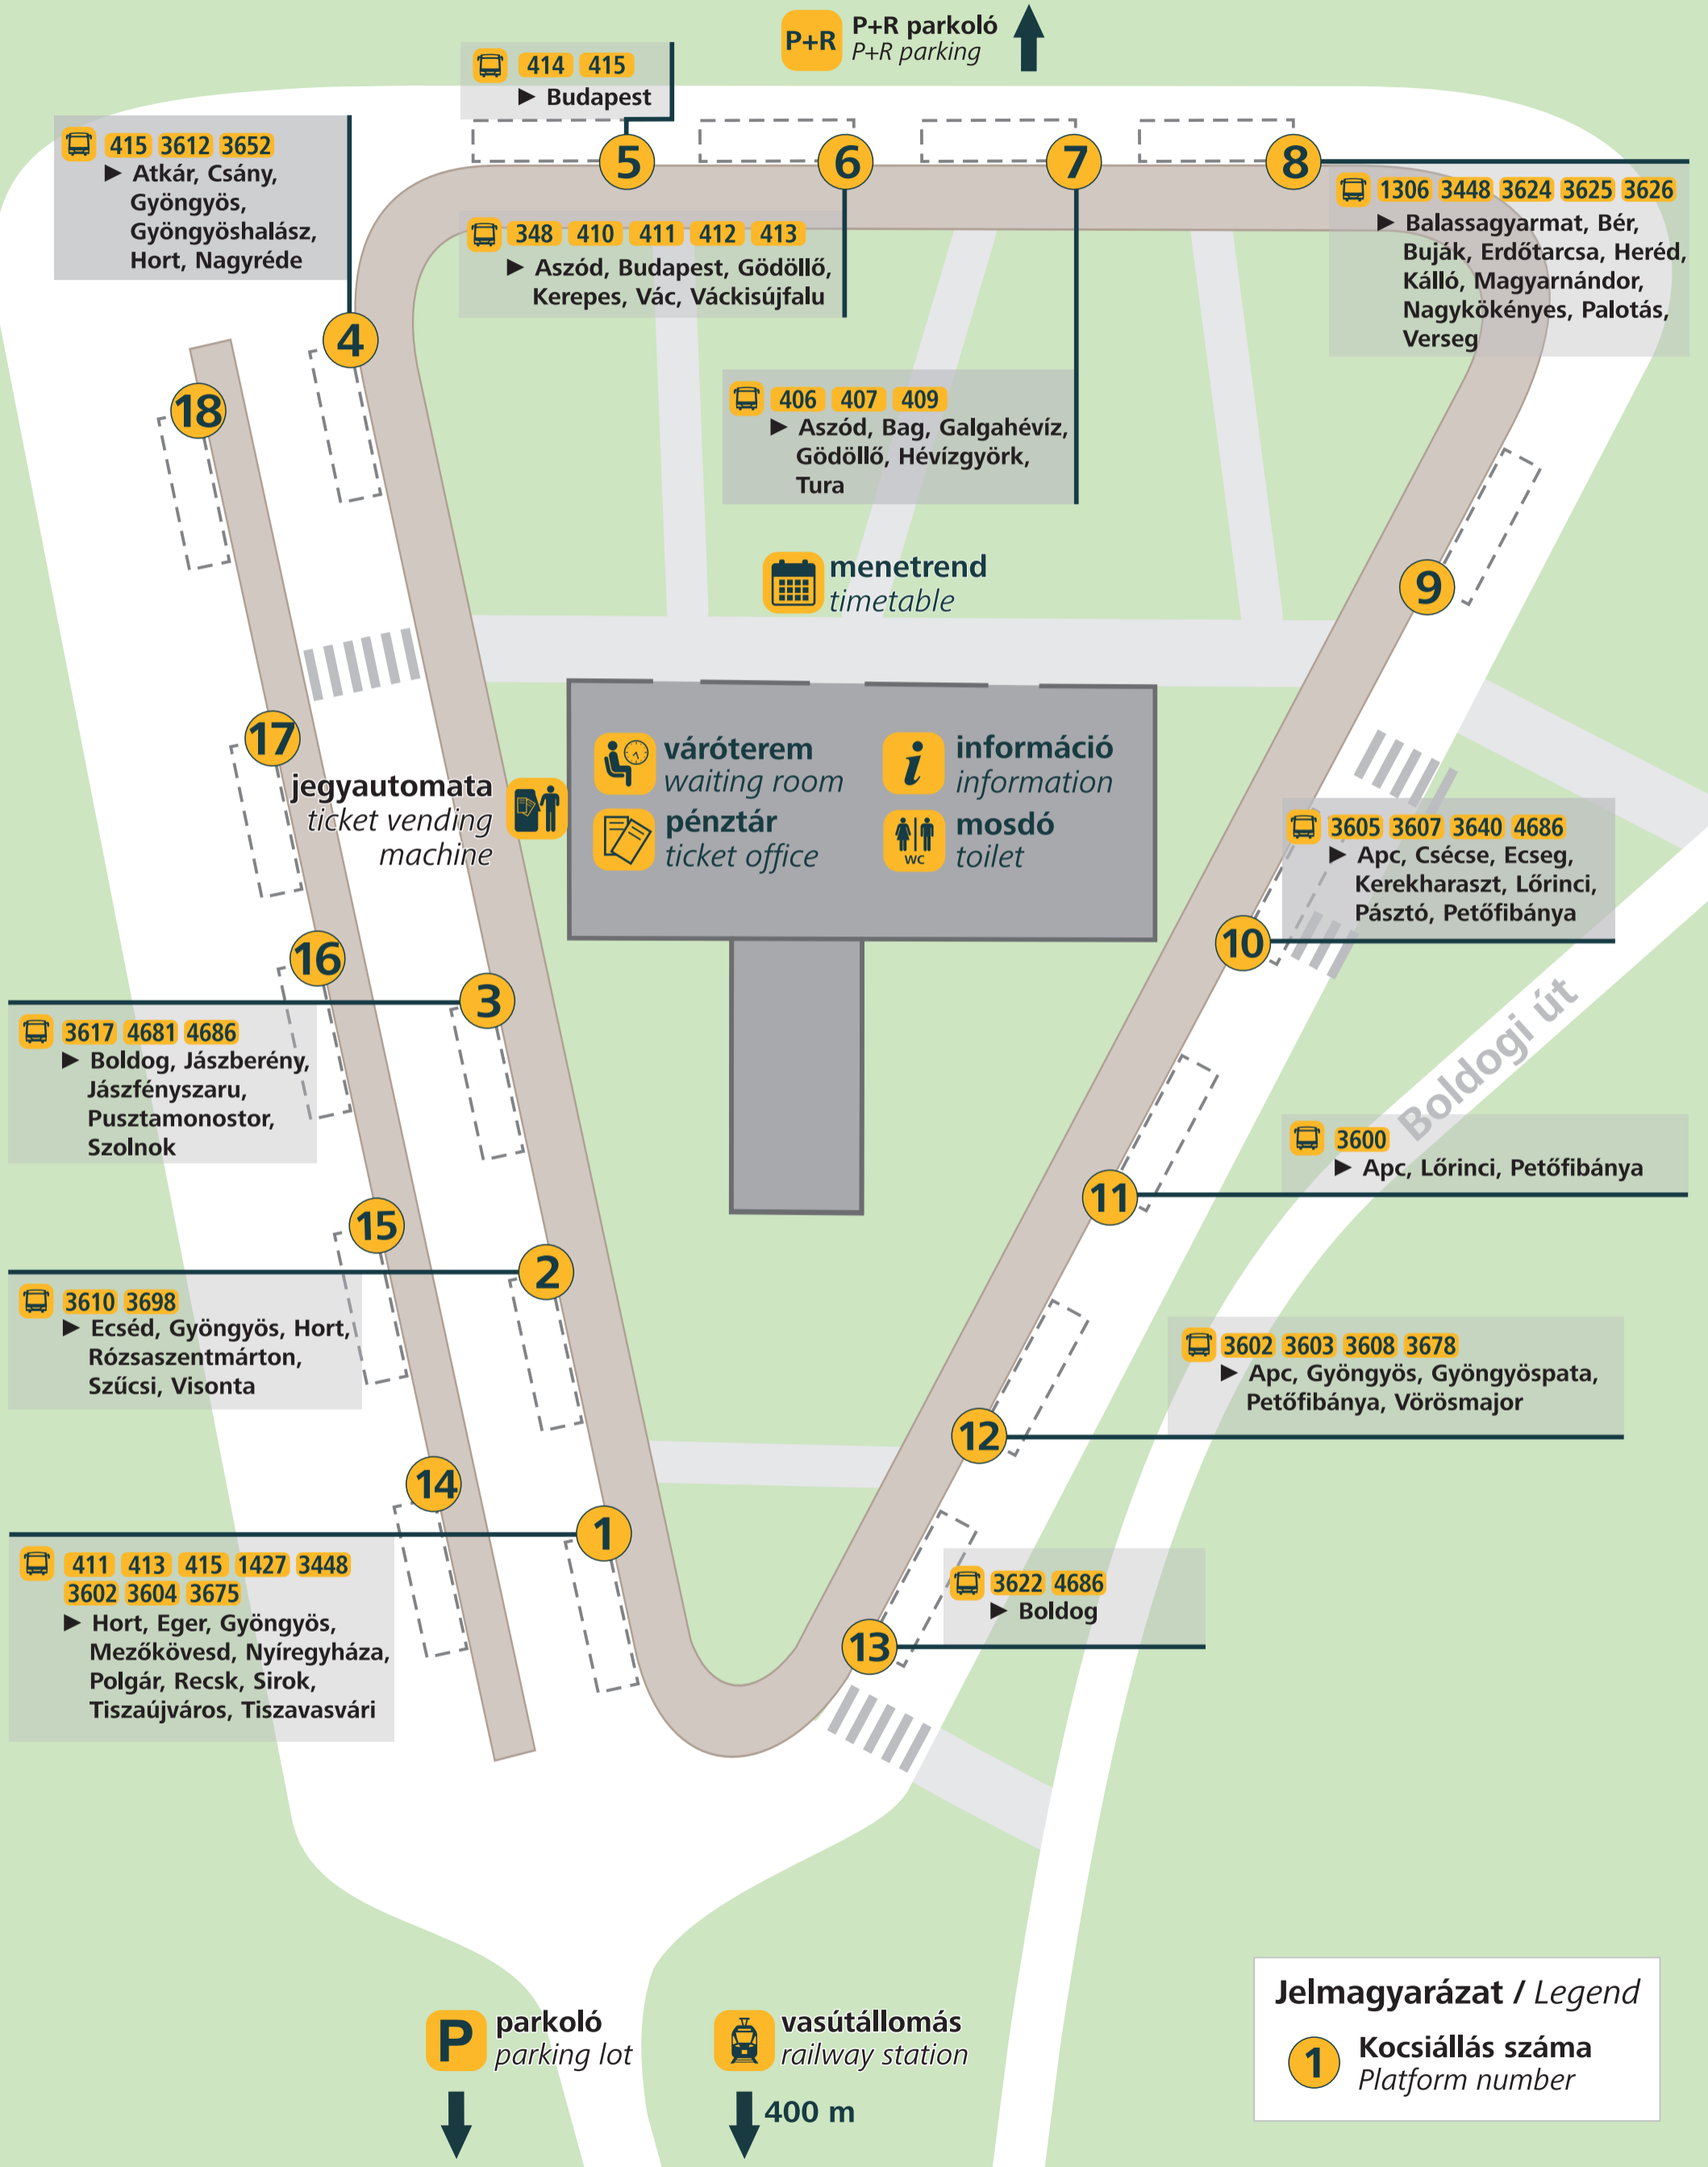 P+R
P+R parkoló
P+R parking
414 415
► Budapest
415 3612 3652
► Atkár, Csány,
Gyöngyös,
Gyöngyöshalász,
Hort, Nagyréde
5
6
7
8
1306 3448 3624 3625 3626
► Balassagyarmat, Bér,
Buják, Erdőtarcsa, Heréd,
Kálló, Magyarnándor,
Nagykökényes, Palotás,
Verseg
348 410 411 412 413
► Aszód, Budapest, Gödöllő,
Kerepes, Vác, Váckisújfalu
4
18
406 407 409
► Aszód, Bag, Galgahévíz,
Gödöllő, Hévízgyörk,
Tura
menetrend
timetable
9
17
jegyautomata
ticket vending
machine
váróterem
waiting room
információ
information
pénztár
ticket office
WC
mosdó
toilet
3605 3607 3640 4686
► Apc, Csécse, Ecseg,
Kerekharaszt, Lőrinci,
Pásztó, Petőfibánya
10
16
3
3617 4681 4686
► Boldog, Jászberény,
Jászfényszaru,
Pusztamonostor,
Szolnok
Boldogi út
3600
► Apc, Lőrinci, Petőfibánya
11
15
2
3610 3698
► Ecséd, Gyöngyös, Hort,
Rózsaszentmárton,
Szűcsi, Visonta
3602 3603 3608 3678
► Apc, Gyöngyös, Gyöngyöspata,
Petőfibánya, Vörösmajor
12
14
1
411 413 415 1427 3448
3602 3604 3675
► Hort, Eger, Gyöngyös,
Mezőkövesd, Nyíregyháza,
Polgár, Recsk, Sirok,
Tiszaújváros, Tiszavasvári
3622 4686
► Boldog
13
P
parkoló
parking lot
vasútállomás
railway station
400 m
Jelmagyarázat / Legend
1
Kocsiállás száma
Platform number